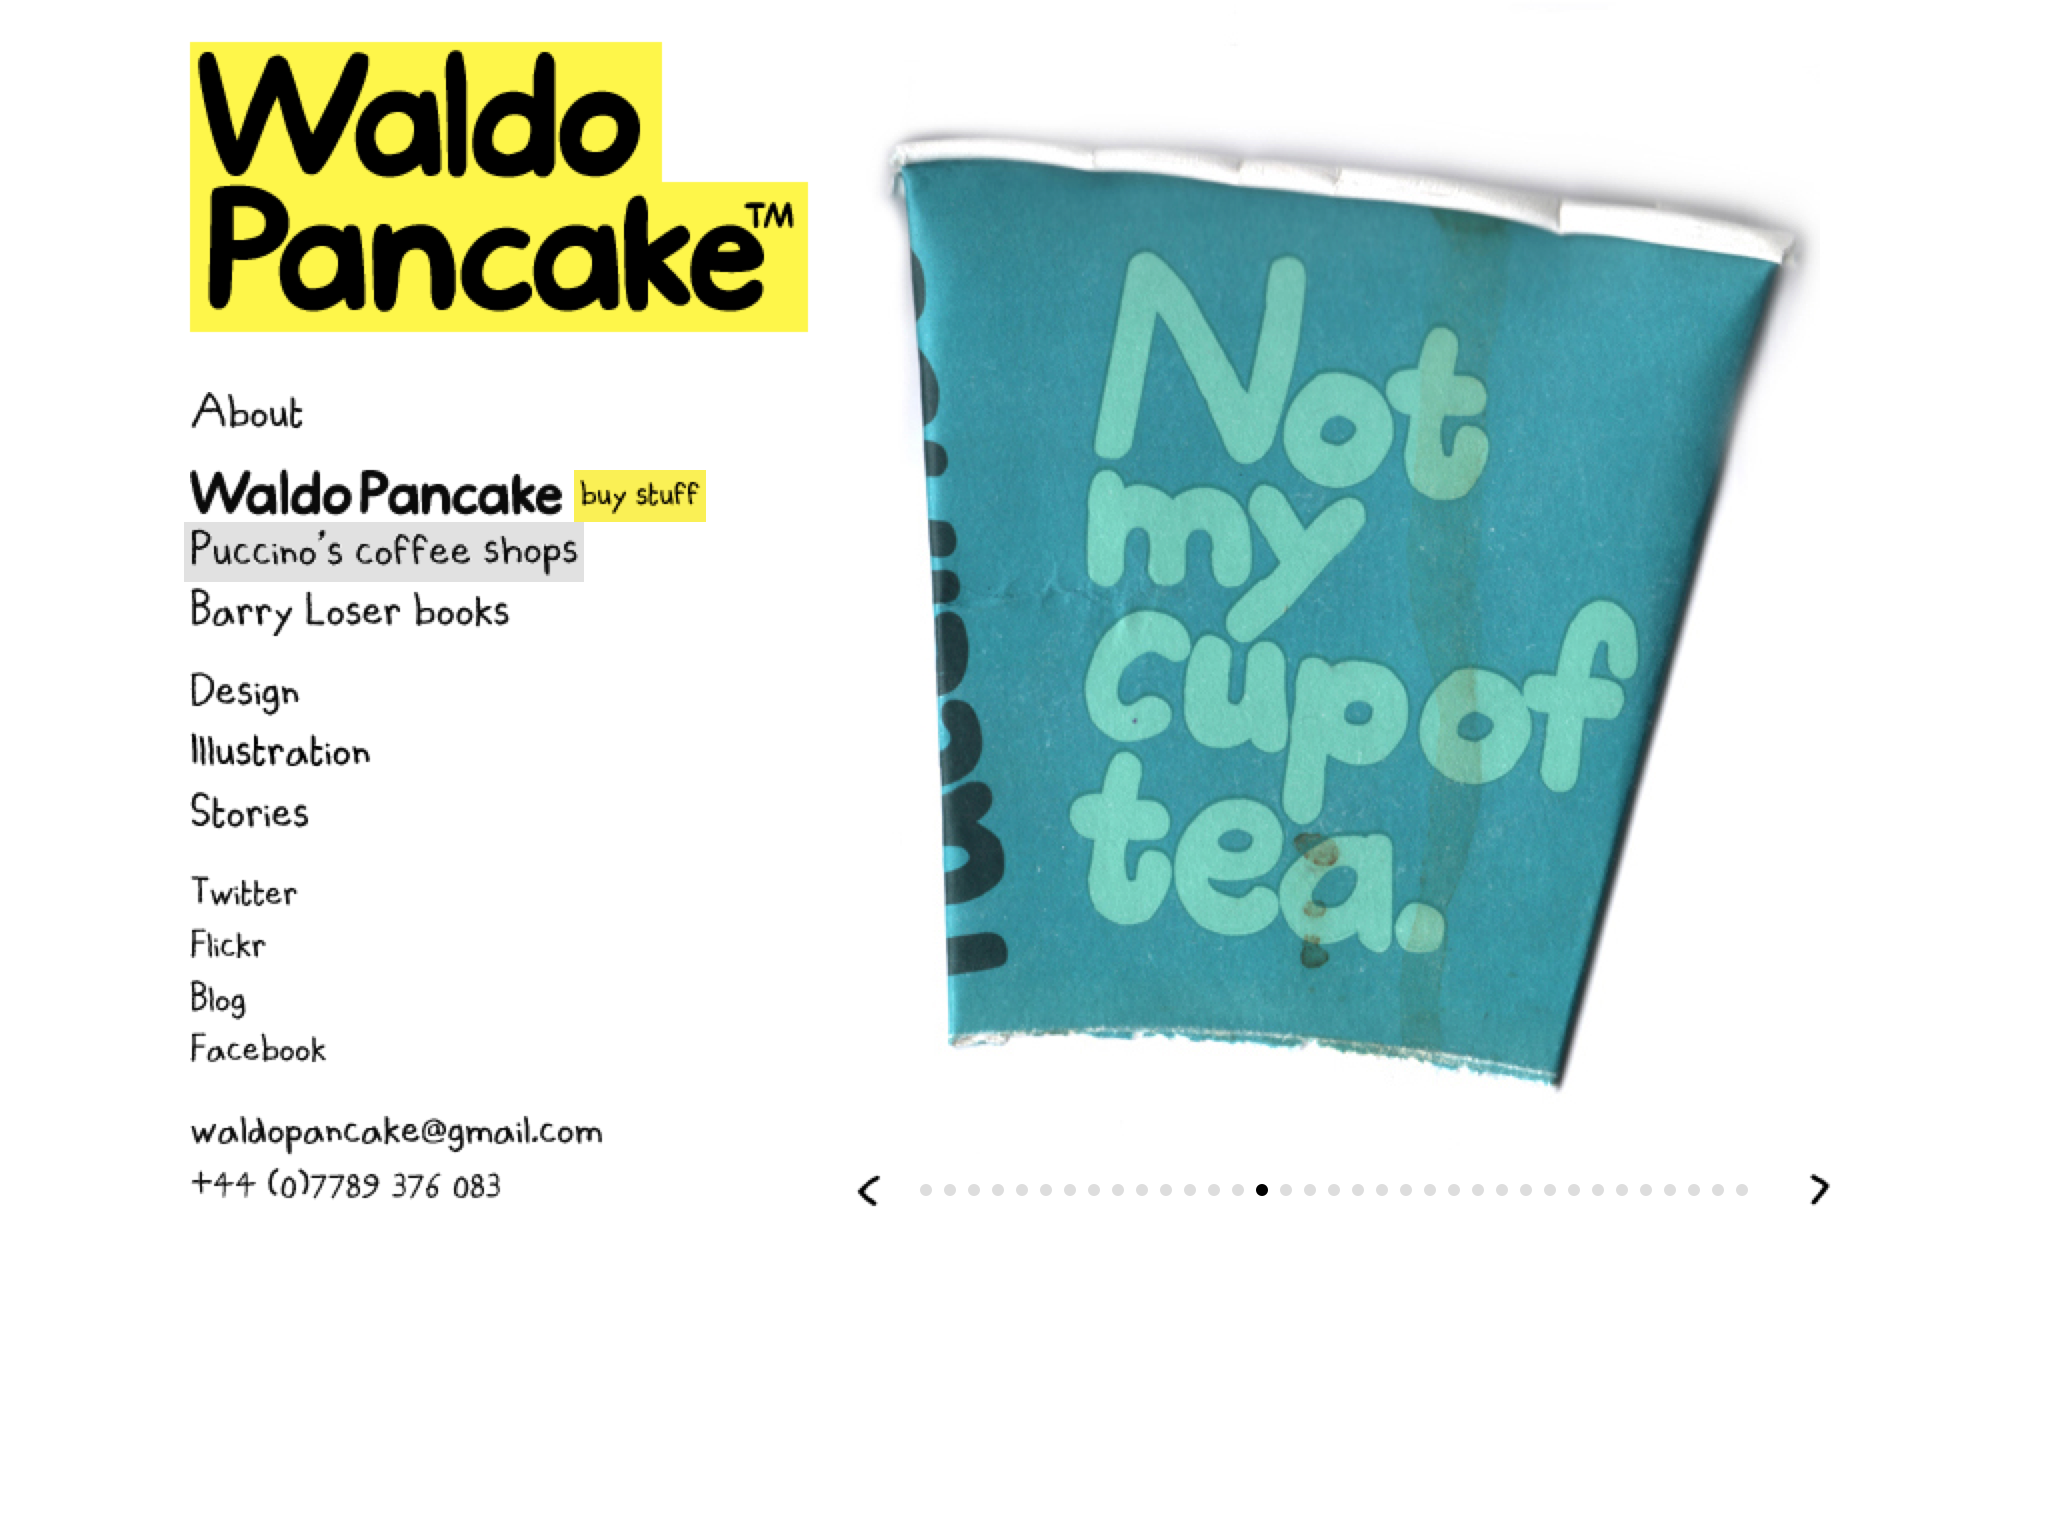 Waldo
Pancake™
About
Waldo Pancake buy stuff
Puccino's coffee shops
Barry Loser books
Design
Illustration
Stories
Twitter
Flickr
Blog
Facebook
waldopancake@gmail.com
+44 (0)7789 376 083
Not
my
cup of
tea.